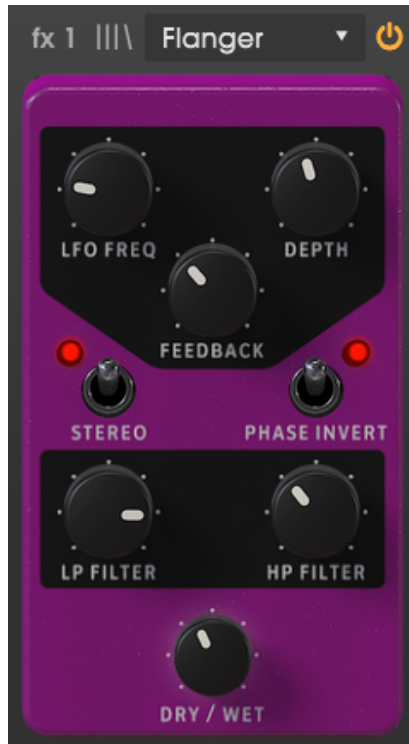 fx 1 Flanger
LFO FREQ DEPTH
FEEDBACK
STEREO PHASE INVERT
LP FILTER HP FILTER
DRY / WET